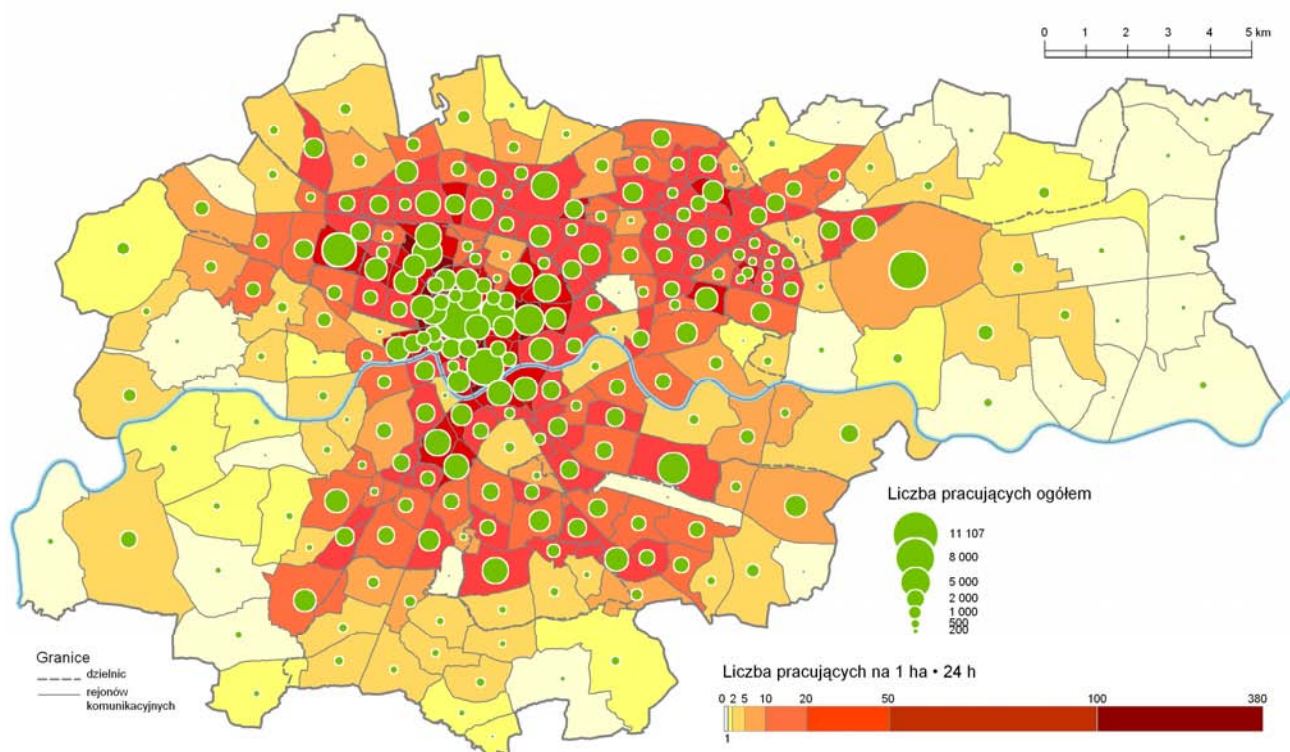 0 1 2 3 4 5 km
Liczba pracujących ogółem
11 107
8 000
5 000
2 000
1 000
500
200
Granice
dzielnic
rejonów
komunikacyjnych
Liczba pracujących na 1 ha • 24 h
0 2 5 10 20 50 100 380
1